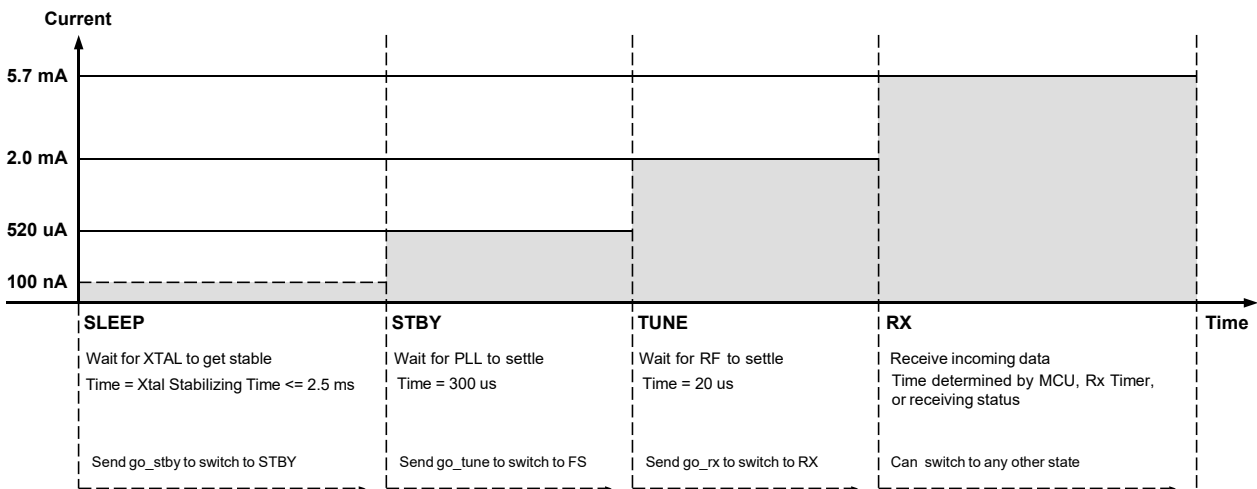 Current
5.7 mA
2.0 mA
520 uA
100 nA
SLEEP
STBY
TUNE
RX
Time
Wait for XTAL to get stable
Time = Xtal Stabilizing Time <= 2.5 ms
Wait for PLL to settle
Time = 300 us
Wait for RF to settle
Time = 20 us
Receive incoming data
Time determined by MCU, Rx Timer,
or receiving status
Send go_stby to switch to STBY
Send go_tune to switch to FS
Send go_rx to switch to RX
Can switch to any other state